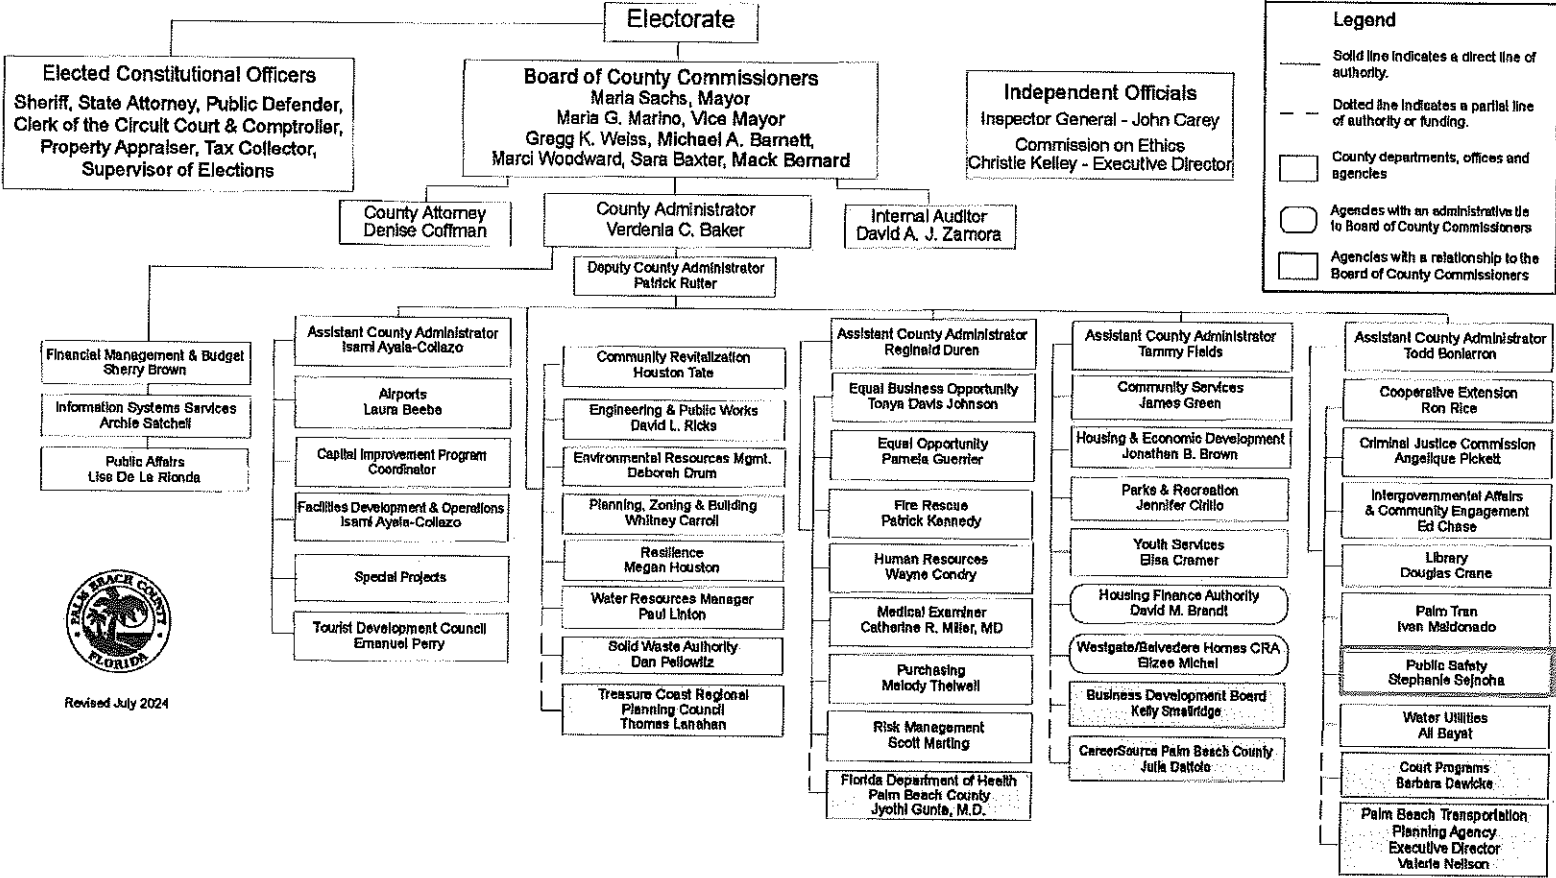 Electorate
Elected Constitutional Officers
Sheriff, State Attorney, Public Defender,
Clerk of the Circuit Court & Comptroller,
Property Appraiser, Tax Collector,
Supervisor of Elections
Board of County Commissioners
Maria Sachs, Mayor
Maria G. Marino, Vice Mayor
Gregg K. Weiss, Michael A. Barnett,
Marci Woodward, Sara Baxter, Mack Bernard
Independent Officials
Inspector General - John Carey
Commission on Ethics
Christie Kelley - Executive Director
Legend
Solid line indicates a direct line of
authority.
Dotted line indicates a partial line
of authority or funding.
County departments, offices and
agencies
Agencies with an administrative tie
to Board of County Commissioners
Agencies with a relationship to the
Board of County Commissioners
County Attorney
Denise Coffman
County Administrator
Verdenia C. Baker
Internal Auditor
David A. J. Zamora
Deputy County Administrator
Patrick Rutter
Financial Management & Budget
Sherry Brown
Information Systems Services
Archie Satchell
Public Affairs
Lisa De La Rionda
Assistant County Administrator
Isamí Ayala-Collazo
Airports
Laura Beebe
Capital Improvement Program
Coordinator
Facilities Development & Operations
Isamí Ayala-Collazo
Special Projects
Tourist Development Council
Emanuel Perry
Community Revitalization
Houston Tate
Engineering & Public Works
David L. Ricks
Environmental Resources Mgmt.
Deborah Drum
Planning, Zoning & Building
Whitney Carroll
Resilience
Megan Houston
Water Resources Manager
Paul Linton
Solid Waste Authority
Dan Pellowitz
Treasure Coast Regional
Planning Council
Thomas Lanahan
Assistant County Administrator
Reginald Duren
Equal Business Opportunity
Tonya Davis Johnson
Equal Opportunity
Pamela Guerrier
Fire Rescue
Patrick Kennedy
Human Resources
Wayne Condry
Medical Examiner
Catherine R. Miller, MD
Purchasing
Melody Thelwell
Risk Management
Scott Marting
Florida Department of Health
Palm Beach County
Jyothi Gunta, M.D.
Assistant County Administrator
Tammy Fields
Community Services
James Green
Housing & Economic Development
Jonathan B. Brown
Parks & Recreation
Jennifer Cirillo
Youth Services
Elisa Cramer
Housing Finance Authority
David M. Brandt
Westgate/Belvedere Homes CRA
Elizee Michel
Business Development Board
Kelly Smallridge
CareerSource Palm Beach County
Julia Dattolo
Assistant County Administrator
Todd Bonlarron
Cooperative Extension
Ron Rice
Criminal Justice Commission
Angelique Pickett
Intergovernmental Affairs
& Community Engagement
Ed Chase
Library
Douglas Crane
Palm Tran
Ivan Maldonado
Public Safety
Stephanie Sejnoha
Water Utilities
Ali Bayat
Court Programs
Barbara Dawicke
Palm Beach Transportation
Planning Agency
Executive Director
Valerie Neilson
PALM BEACH COUNTY
FLORIDA
Revised July 2024